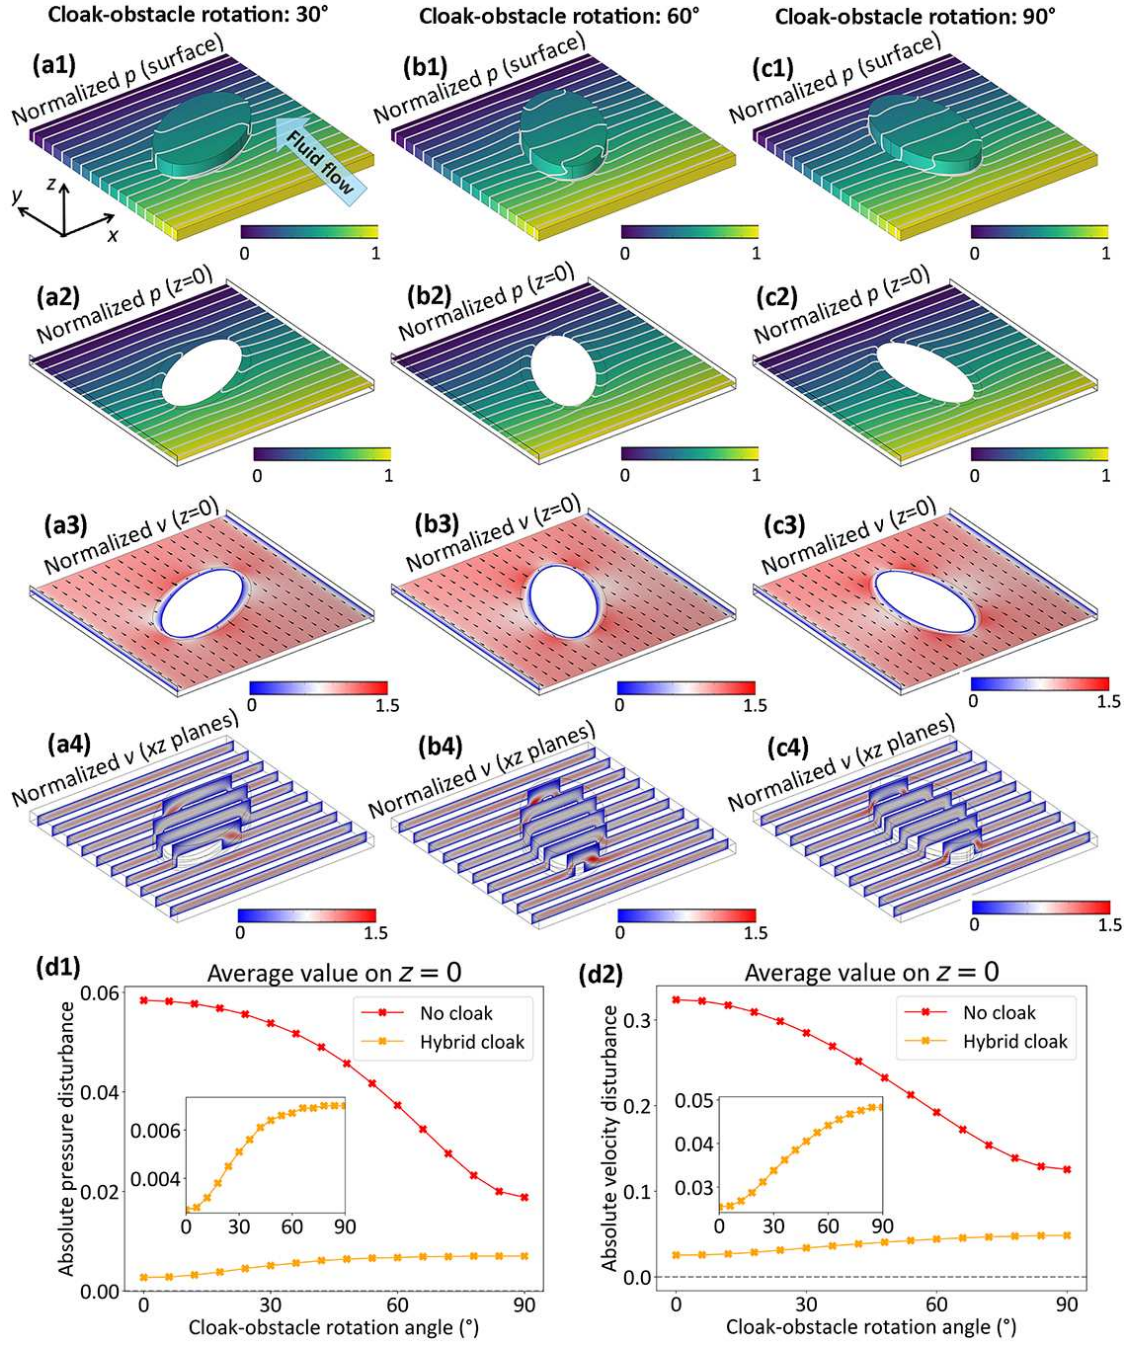 Cloak-obstacle rotation: 30°
Cloak-obstacle rotation: 60°
Cloak-obstacle rotation: 90°
(a1)
Normalized p (surface)
Fluid flow
z
y
x
0 1
(b1)
Normalized p (surface)
0 1
(c1)
Normalized p (surface)
0 1
(a2)
Normalized p (z=0)
0 1
(b2)
Normalized p (z=0)
0 1
(c2)
Normalized p (z=0)
0 1
(a3)
Normalized v (z=0)
0 1.5
(b3)
Normalized v (z=0)
0 1.5
(c3)
Normalized v (z=0)
0 1.5
(a4)
Normalized v (xz planes)
0 1.5
(b4)
Normalized v (xz planes)
0 1.5
(c4)
Normalized v (xz planes)
0 1.5
(d1)
Average value on z = 0
Absolute pressure disturbance
0.06
0.04
0.02
0.00
No cloak
Hybrid cloak
0.006
0.004
0 30 60 90
0 30 60 90
Cloak-obstacle rotation angle (°)
(d2)
Average value on z = 0
Absolute velocity disturbance
0.3
0.2
0.1
0.0
No cloak
Hybrid cloak
0.05
0.04
0.03
0 30 60 90
0 30 60 90
Cloak-obstacle rotation angle (°)